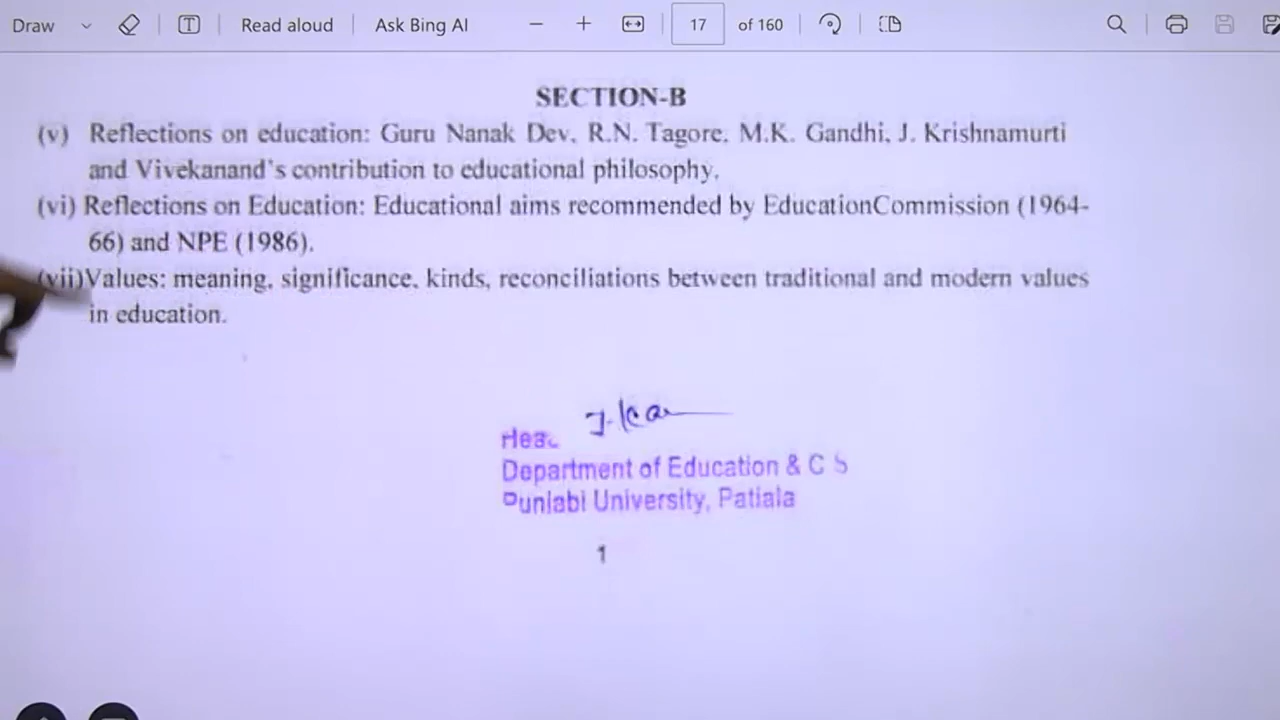 Draw
Read aloud
Ask Bing AI
17
of 160
SECTION-B
(v) Reflections on education: Guru Nanak Dev, R.N. Tagore, M.K. Gandhi, J. Krishnamurti
and Vivekanand's contribution to educational philosophy.
(vi) Reflections on Education: Educational aims recommended by EducationCommission (1964-
66) and NPE (1986).
(vii)Values: meaning, significance, kinds, reconciliations between traditional and modern values
in education.
Department of Education & C S
Punjabi University, Patiala
1